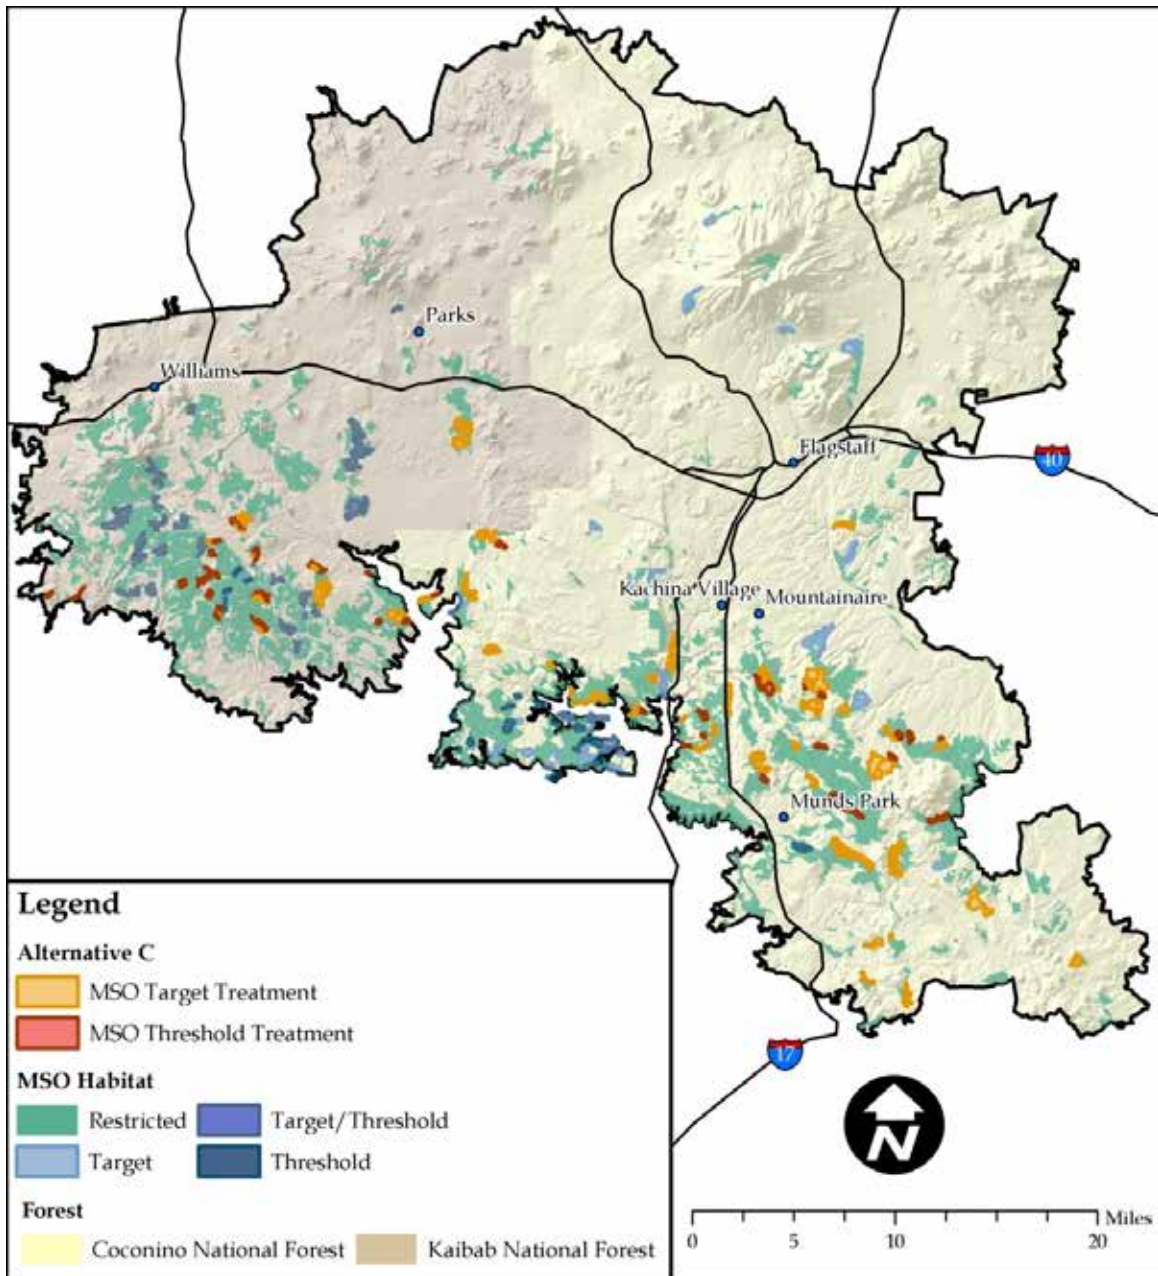 Parks
Williams
Flagstaff
40
Kachina Village
Mountainaire
Munds Park
17
N
Legend
Alternative C
MSO Target Treatment
MSO Threshold Treatment
MSO Habitat
Restricted
Target/Threshold
Target
Threshold
Forest
Coconino National Forest
Kaibab National Forest
Miles
0 5 10 20